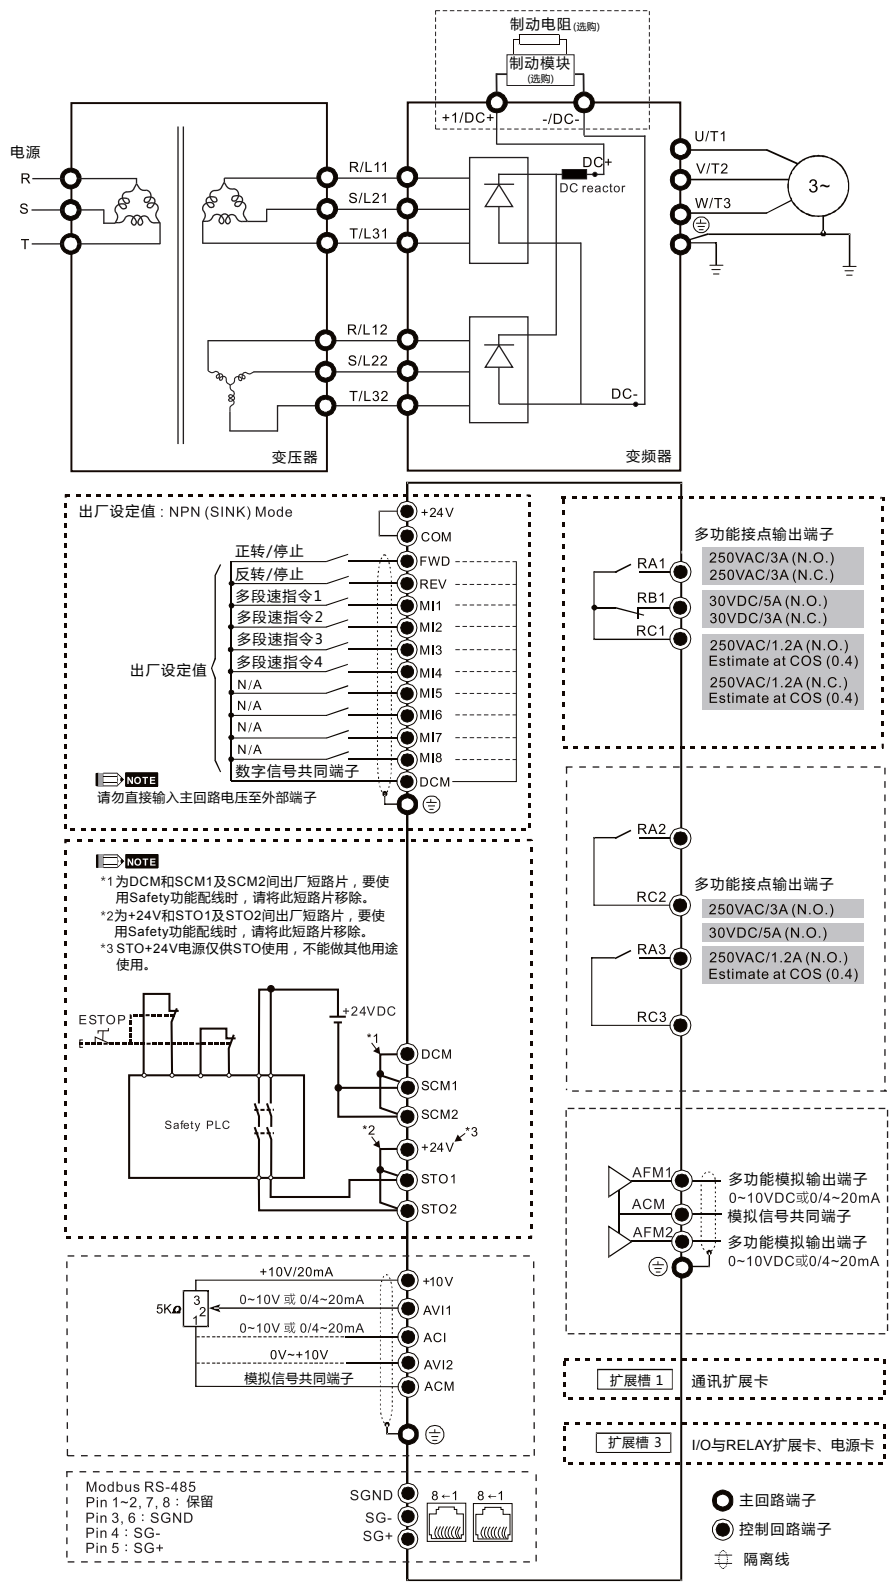 制动电阻(选购)
制动模块
(选购)
+1/DC+
-/DC-
电源
R
S
T
R/L11
S/L21
T/L31
R/L12
S/L22
T/L32
变压器
DC+
DC reactor
DC-
变频器
U/T1
V/T2
W/T3
3~
出厂设定值：NPN (SINK) Mode
+24V
COM
正转/停止
FWD
反转/停止
REV
多段速指令1
MI1
多段速指令2
MI2
多段速指令3
MI3
多段速指令4
MI4
出厂设定值
N/A
MI5
N/A
MI6
N/A
MI7
N/A
MI8
数字信号共同端子
DCM
NOTE
请勿直接输入主回路电压至外部端子
多功能接点输出端子
RA1
250VAC/3A (N.O.)
250VAC/3A (N.C.)
RB1
30VDC/5A (N.O.)
30VDC/3A (N.C.)
RC1
250VAC/1.2A (N.O.)
Estimate at COS (0.4)
250VAC/1.2A (N.C.)
Estimate at COS (0.4)
RA2
RC2
多功能接点输出端子
250VAC/3A (N.O.)
30VDC/5A (N.O.)
RA3
250VAC/1.2A (N.O.)
Estimate at COS (0.4)
RC3
NOTE
*1 为DCM和SCM1及SCM2间出厂短路片，要使
用Safety功能配线时，请将此短路片移除。
*2 为+24V和STO1及STO2间出厂短路片，要使
用Safety功能配线时，请将此短路片移除。
*3 STO+24V电源仅供STO使用，不能做其他用途
使用。
ESTOP
+24VDC
Safety PLC
*1
DCM
SCM1
SCM2
*2
+24V
*3
STO1
STO2
AFM1
多功能模拟输出端子
0~10VDC或0/4~20mA
ACM
模拟信号共同端子
AFM2
多功能模拟输出端子
0~10VDC或0/4~20mA
+10V/20mA
+10V
5KΩ
3
2
1
0~10V 或 0/4~20mA
AVI1
0~10V 或 0/4~20mA
ACI
0V~+10V
AVI2
模拟信号共同端子
ACM
扩展槽 1
通讯扩展卡
扩展槽 3
I/O与RELAY扩展卡、电源卡
Modbus RS-485
Pin 1~2, 7, 8：保留
Pin 3, 6：SGND
Pin 4：SG-
Pin 5：SG+
SGND
SG-
SG+
8←1
8←1
主回路端子
控制回路端子
隔离线